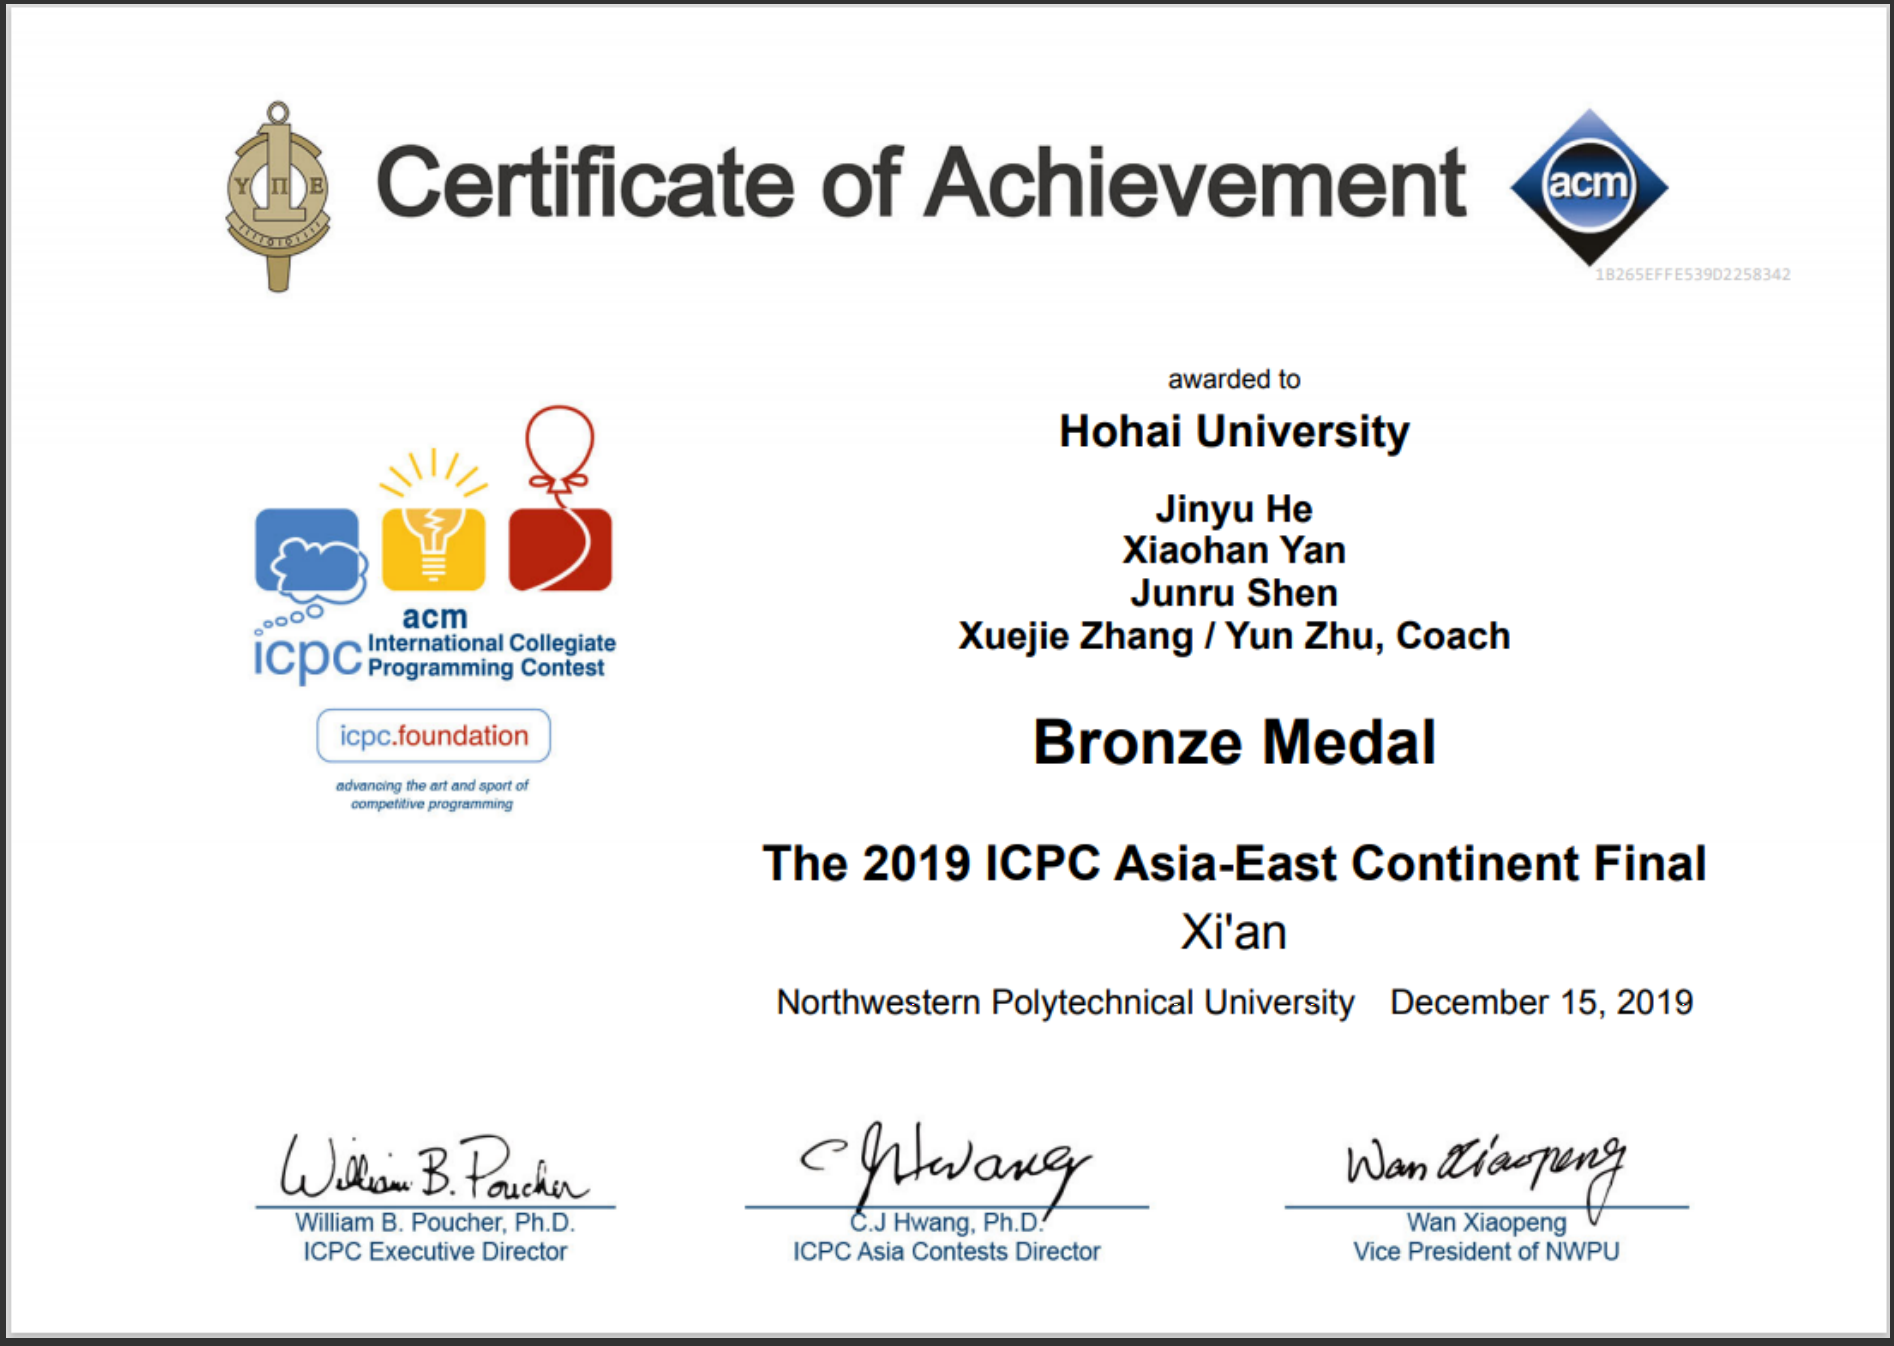 Υ Π Ε
Certificate of Achievement
acm
1B265EFFE539D2258342
awarded to
Hohai University
Jinyu He
Xiaohan Yan
Junru Shen
Xuejie Zhang / Yun Zhu, Coach
Bronze Medal
The 2019 ICPC Asia-East Continent Final
Xi'an
Northwestern Polytechnical University December 15, 2019
acm
icpc International Collegiate
Programming Contest
icpc.foundation
advancing the art and sport of
competitive programming
William B. Poucher
William B. Poucher, Ph.D.
ICPC Executive Director
C J Hwang
C.J Hwang, Ph.D.
ICPC Asia Contests Director
Wan Xiaopeng
Wan Xiaopeng
Vice President of NWPU